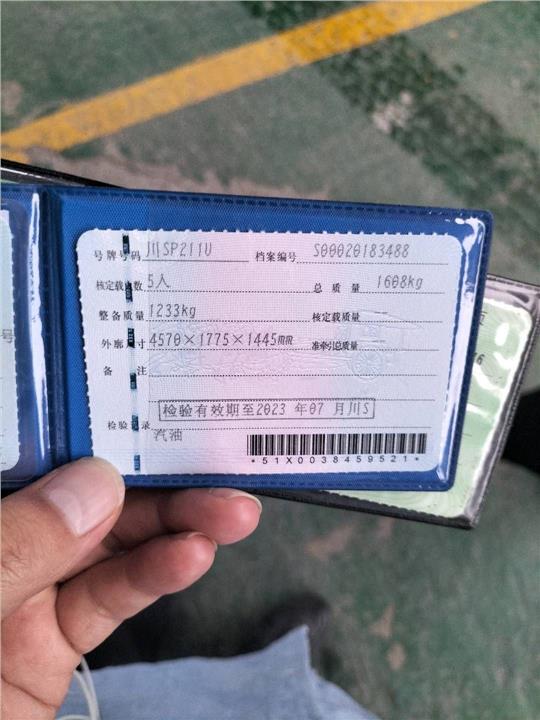 号牌号码 川SP211U 档案编号 S00020183488
核定载人数 5人 总质量 1608kg
整备质量 1233kg 核定载质量 —
外廓尺寸 4570×1775×1445mm 准牵引总质量 —
备注
检验有效期至2023年07月川S
检验记录
汽油
*51X0038459521*
号